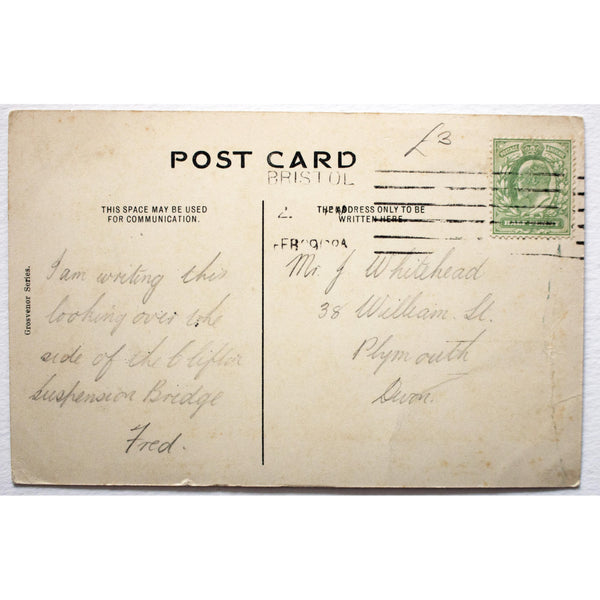 £3
POST CARD
BRISTOL
THIS SPACE MAY BE USED
FOR COMMUNICATION.
THE ADDRESS ONLY TO BE
WRITTEN HERE.
Grosvenor Series.
I am writing this
looking over the
side of the Clifton
Suspension Bridge
Fred.
Mr. J Whitehead
38 William. St.
Plymouth
Devon.